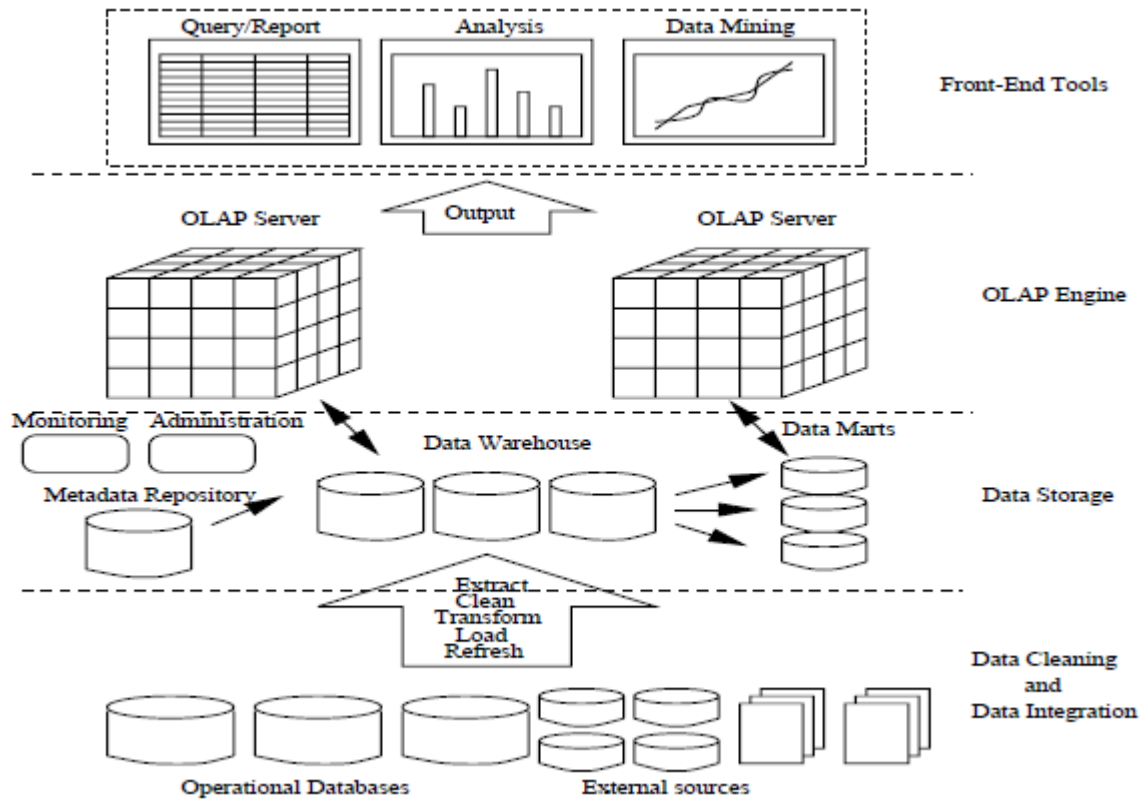 Query/Report
Analysis
Data Mining
Front-End Tools
Output
OLAP Server
OLAP Server
OLAP Engine
Monitoring
Administration
Data Warehouse
Data Marts
Metadata Repository
Data Storage
Extract
Clean
Transform
Load
Refresh
Data Cleaning
and
Data Integration
Operational Databases
External sources